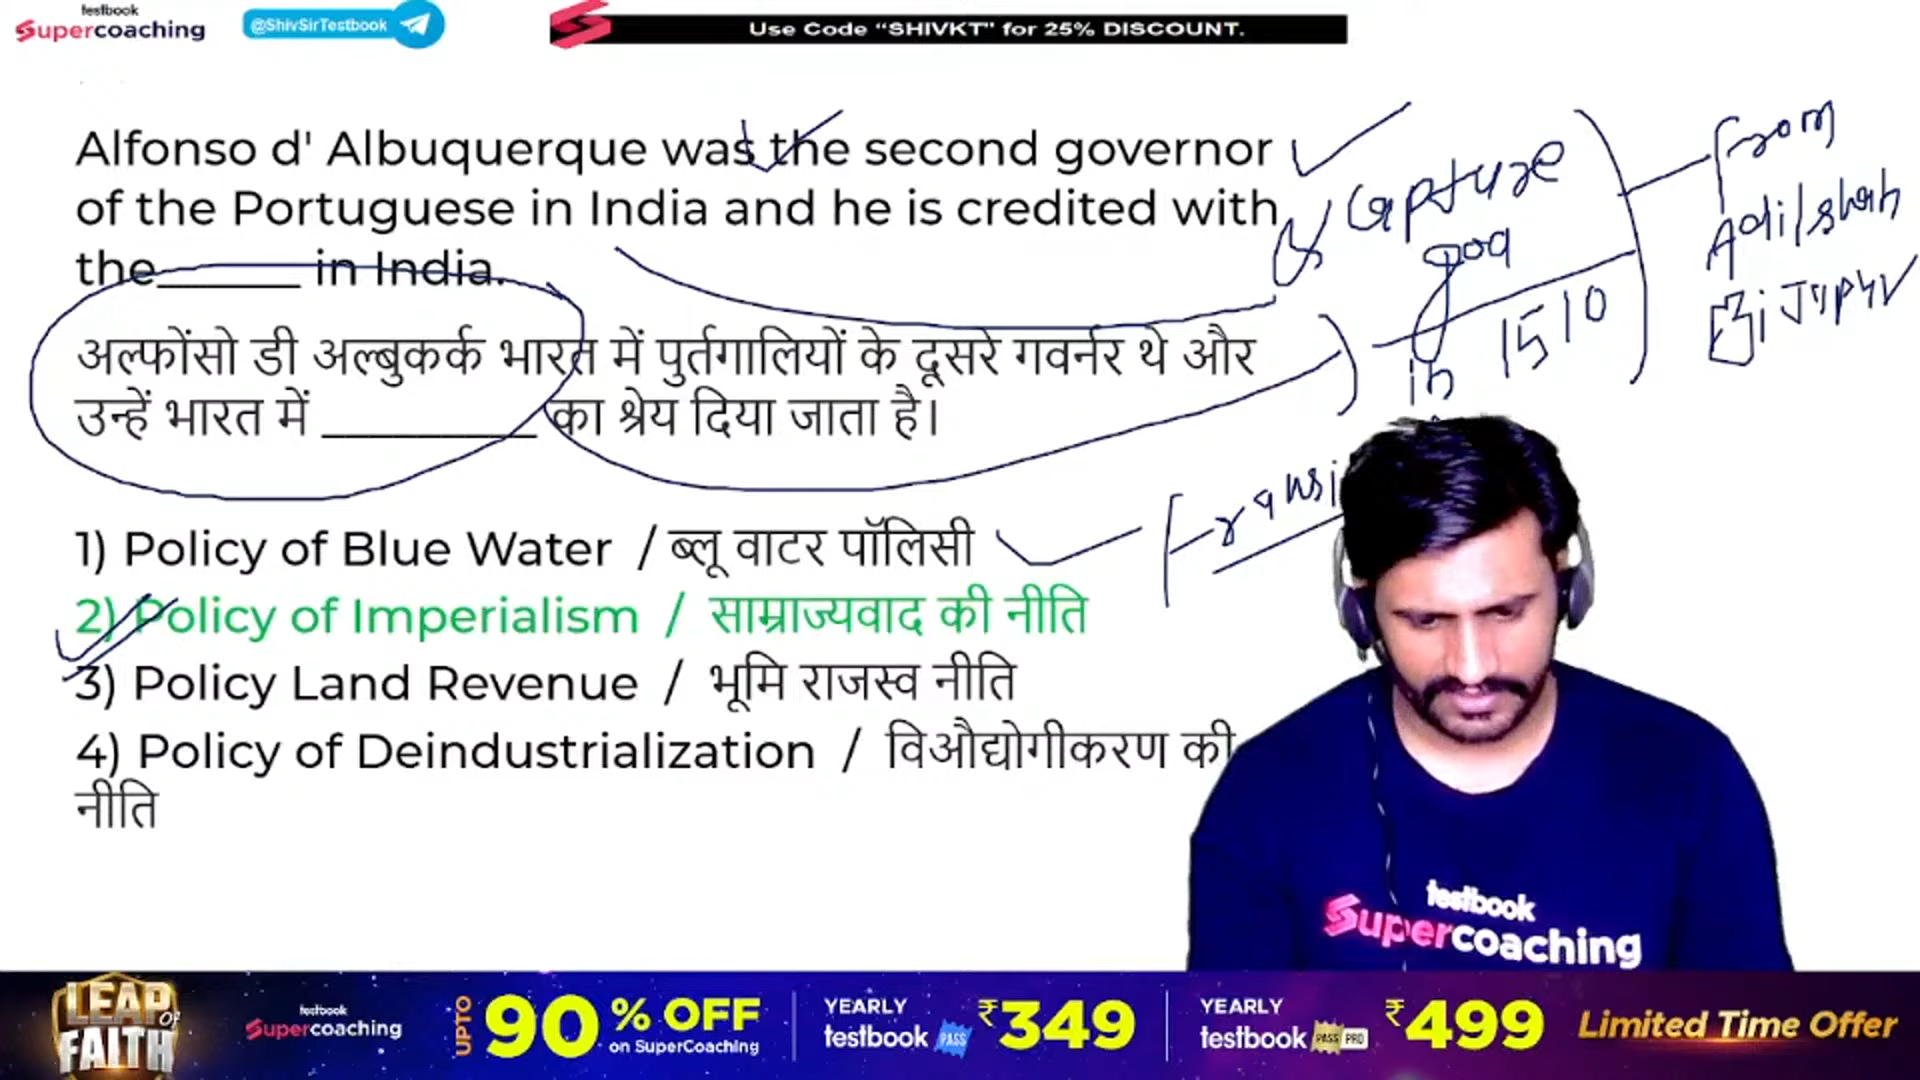 testbook
Supercoaching
@ShivSirTestbook
Use Code “SHIVKT” for 25% DISCOUNT.
Alfonso d' Albuquerque was the second governor
of the Portuguese in India and he is credited with
the______ in India.
अल्फोंसो डी अल्बुकर्क भारत में पुर्तगालियों के दूसरे गवर्नर थे और
उन्हें भारत में _________ का श्रेय दिया जाता है।
Capture
goa
in 1510
From
Adilshah
1) Policy of Blue Water / ब्लू वाटर पॉलिसी
2) Policy of Imperialism / साम्राज्यवाद की नीति
3) Policy Land Revenue / भूमि राजस्व नीति
4) Policy of Deindustrialization / विऔद्योगीकरण की
नीति
testbook
Supercoaching
LEAP OF FAITH
testbook
Supercoaching
UPTO 90% OFF
on SuperCoaching
YEARLY
testbook PASS ₹349
YEARLY
testbook PASS PRO ₹499
Limited Time Offer